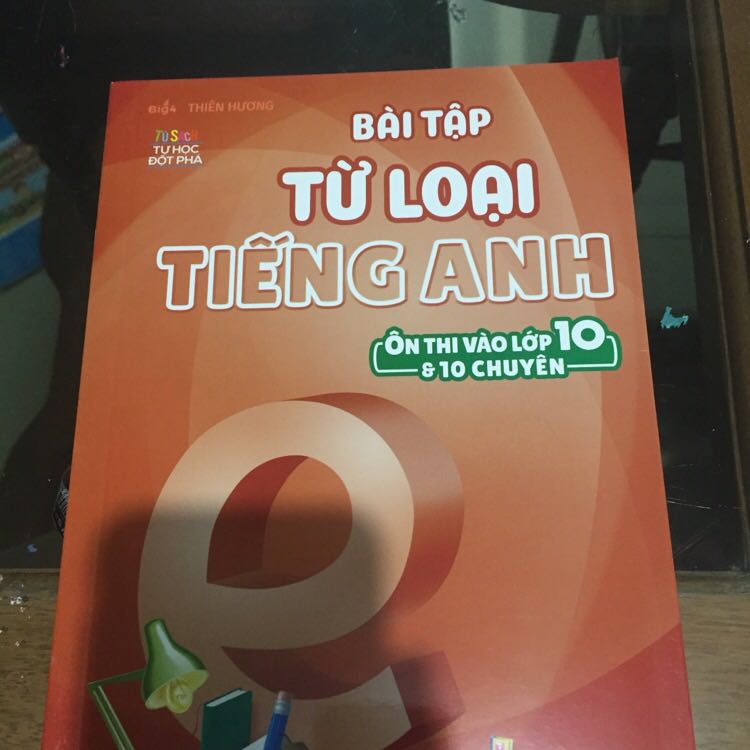 Big4 THIÊN HƯƠNG
TỦ SÁCH
TỰ HỌC
ĐỘT PHÁ
BÀI TẬP
TỪ LOẠI
TIẾNG ANH
ÔN THI VÀO LỚP 10
& 10 CHUYÊN
e